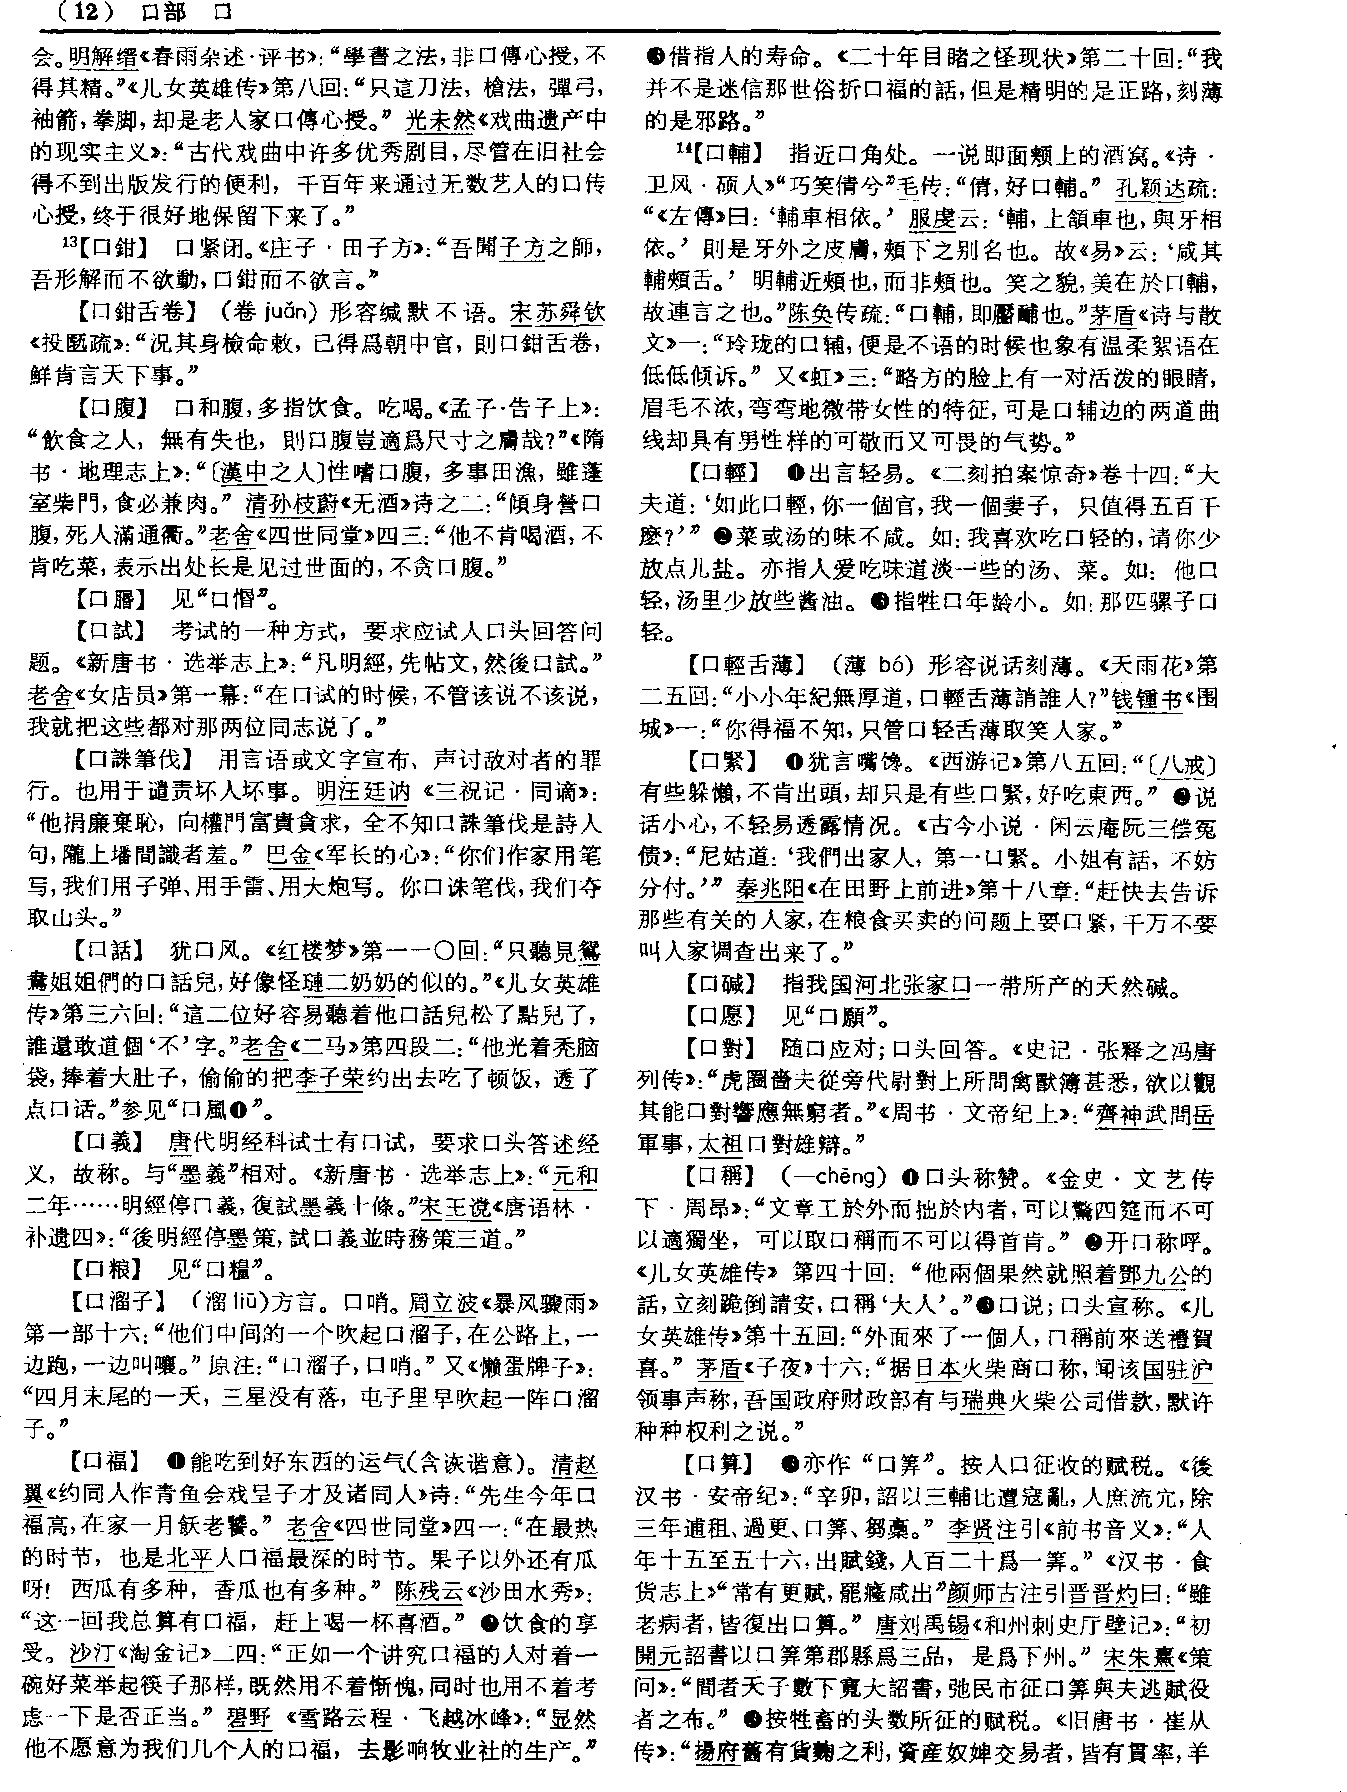 （12） 口部 口
会。明解缙《春雨杂述·评书》：“學書之法，非口傳心授，不
得其精。”《儿女英雄传》第八回：“只這刀法，槍法，彈弓，
袖箭，拳脚，却是老人家口傳心授。” 光未然《戏曲遗产中
的现实主义》：“古代戏曲中许多优秀剧目，尽管在旧社会
得不到出版发行的便利，千百年来通过无数艺人的口传
心授，终于很好地保留下来了。”
13【口鉗】 口紧闭。《庄子·田子方》：“吾聞子方之師，
吾形解而不欲動，口鉗而不欲言。”
【口鉗舌卷】（卷 juǎn）形容缄默不语。宋苏舜钦
《投匦疏》：“况其身檢命敕，已得爲朝中官，則口鉗舌卷，
鮮肯言天下事。”
【口腹】 口和腹，多指饮食。吃喝。《孟子·告子上》：
“飲食之人，無有失也，則口腹豈適爲尺寸之膚哉？”《隋
书·地理志上》：“〔漢中之人〕性嗜口腹，多事田漁，雖蓬
室柴門，食必兼肉。” 清孙枝蔚《无酒》诗之二：“傾身營口
腹，死人滿通衢。”老舍《四世同堂》四三：“他不肯喝酒，不
肯吃菜，表示出处长是见过世面的，不贪口腹。”
【口脗】 见“口㗃”。
【口試】 考试的一种方式，要求应试人口头回答问
题。《新唐书·选举志上》：“凡明經，先帖文，然後口試。”
老舍《女店员》第一幕：“在口试的时候，不管该说不该说，
我就把这些都对那两位同志说了。”
【口誅筆伐】 用言语或文字宣布、声讨敌对者的罪
行。也用于谴责坏人坏事。明汪廷讷《三祝记·同谪》：
“他捐廉棄恥，向權門富貴貪求，全不知口誅筆伐是詩人
句，隴上墦間識者羞。” 巴金《军长的心》：“你们作家用笔
写，我们用子弹、用手雷、用大炮写。你口诛笔伐，我们夺
取山头。”
【口話】 犹口风。《红楼梦》第一一〇回：“只聽見鴛
鴦姐姐們的口話兒，好像怪璉二奶奶的似的。”《儿女英雄
传》第三六回：“這二位好容易聽着他口話兒松了點兒了，
誰還敢道個‘不’字。”老舍《二马》第四段二：“他光着秃脑
袋，捧着大肚子，偷偷的把李子荣约出去吃了顿饭，透了
点口话。”参见“口風❶”。
【口義】 唐代明经科试士有口试，要求口头答述经
义，故称。与“墨義”相对。《新唐书·选举志上》：“元和
二年……明經停口義，復試墨義十條。”宋王谠《唐语林·
补遗四》：“後明經停墨策，試口義並時務策三道。”
【口粮】 见“口糧”。
【口溜子】（溜 liū）方言。口哨。周立波《暴风骤雨》
第一部十六：“他们中间的一个吹起口溜子，在公路上，一
边跑，一边叫嚷。”原注：“口溜子，口哨。” 又《懒蛋牌子》：
“四月末尾的一天，三星没有落，屯子里早吹起一阵口溜
子。”
【口福】 ❶能吃到好东西的运气（含诙谐意）。清赵
翼《约同人作青鱼会戏呈子才及诸同人》诗：“先生今年口
福高，在家一月飫老饕。” 老舍《四世同堂》四一：“在最热
的时节，也是北平人口福最深的时节。果子以外还有瓜
呀！西瓜有多种，香瓜也有多种。” 陈残云《沙田水秀》：
“这一回我总算有口福，赶上喝一杯喜酒。” ❷饮食的享
受。沙汀《淘金记》二四：“正如一个讲究口福的人对着一
碗好菜举起筷子那样，既然用不着惭愧，同时也用不着考
虑一下是否正当。” 碧野《雪路云程·飞越冰峰》：“显然
他不愿意为我们几个人的口福，去影响牧业社的生产。”
❸借指人的寿命。《二十年目睹之怪现状》第二十回：“我
并不是迷信那世俗折口福的話，但是精明的是正路，刻薄
的是邪路。”
14【口輔】 指近口角处。一说即面颊上的酒窝。《诗·
卫风·硕人》“巧笑倩兮”毛传：“倩，好口輔。” 孔颖达疏：
“《左傳》曰：‘輔車相依。’ 服虔云：‘輔，上頷車也，與牙相
依。’ 則是牙外之皮膚，頰下之别名也。故《易》云：‘咸其
輔頰舌。’ 明輔近頰也，而非頰也。笑之貌，美在於口輔，
故連言之也。”陈奂传疏：“口輔，即靨酺也。”茅盾《诗与散
文》一：“玲珑的口辅，便是不语的时候也象有温柔絮语在
低低倾诉。” 又《虹》三：“略方的脸上有一对活泼的眼睛，
眉毛不浓，弯弯地微带女性的特征，可是口辅边的两道曲
线却具有男性样的可敬而又可畏的气势。”
【口輕】 ❶出言轻易。《二刻拍案惊奇》卷十四：“大
夫道：‘如此口輕，你一個官，我一個妻子，只值得五百千
麽？’” ❷菜或汤的味不咸。如：我喜欢吃口轻的，请你少
放点儿盐。亦指人爱吃味道淡一些的汤、菜。如：他口
轻，汤里少放些酱油。❸指牲口年龄小。如：那匹骡子口
轻。
【口輕舌薄】（薄 bó）形容说话刻薄。《天雨花》第
二五回：“小小年紀無厚道，口輕舌薄誚誰人？”钱锺书《围
城》一：“你得福不知，只管口轻舌薄取笑人家。”
【口緊】 ❶犹言嘴馋。《西游记》第八五回：“〔八戒〕
有些躲懶，不肯出頭，却只是有些口緊，好吃東西。” ❷说
话小心，不轻易透露情况。《古今小说·闲云庵阮三偿冤
债》：“尼姑道：‘我們出家人，第一口緊。小姐有話，不妨
分付。’” 秦兆阳《在田野上前进》第十八章：“赶快去告诉
那些有关的人家，在粮食买卖的问题上要口紧，千万不要
叫人家调查出来了。”
【口碱】 指我国河北张家口一带所产的天然碱。
【口愿】 见“口願”。
【口對】 随口应对；口头回答。《史记·张释之冯唐
列传》：“虎圈嗇夫從旁代尉對上所問禽獸簿甚悉，欲以觀
其能口對響應無窮者。”《周书·文帝纪上》：“齊神武問岳
軍事，太祖口對雄辯。”
【口稱】（—chēng）❶口头称赞。《金史·文艺传
下·周昂》：“文章工於外而拙於内者，可以驚四筵而不可
以適獨坐，可以取口稱而不可以得首肯。” ❷开口称呼。
《儿女英雄传》第四十回：“他兩個果然就照着鄧九公的
話，立刻跪倒請安，口稱‘大人’。”❸口说；口头宣称。《儿
女英雄传》第十五回：“外面來了一個人，口稱前來送禮賀
喜。” 茅盾《子夜》十六：“据日本火柴商口称，闻该国驻沪
领事声称，吾国政府财政部有与瑞典火柴公司借款，默许
种种权利之说。”
【口算】 ❶亦作“口筭”。按人口征收的赋税。《後
汉书·安帝纪》：“辛卯，詔以三輔比遭寇亂，人庶流亢，除
三年逋租、過更、口筭、芻稾。” 李贤注引《前书音义》：“人
年十五至五十六，出賦錢，人百二十爲一筭。”《汉书·食
货志上》“常有更赋，罷癃咸出”颜师古注引晋晋灼曰：“雖
老病者，皆復出口算。” 唐刘禹锡《和州刺史厅壁记》：“初
開元詔書以口筭第郡縣爲三品，是爲下州。” 宋朱熹《策
问》：“間者天子數下寬大詔書，弛民市征口筭與夫逃賦役
者之布。” ❷按牲畜的头数所征的赋税。《旧唐书·崔从
传》：“揚府舊有貨麴之利，資産奴婢交易者，皆有貫率，羊